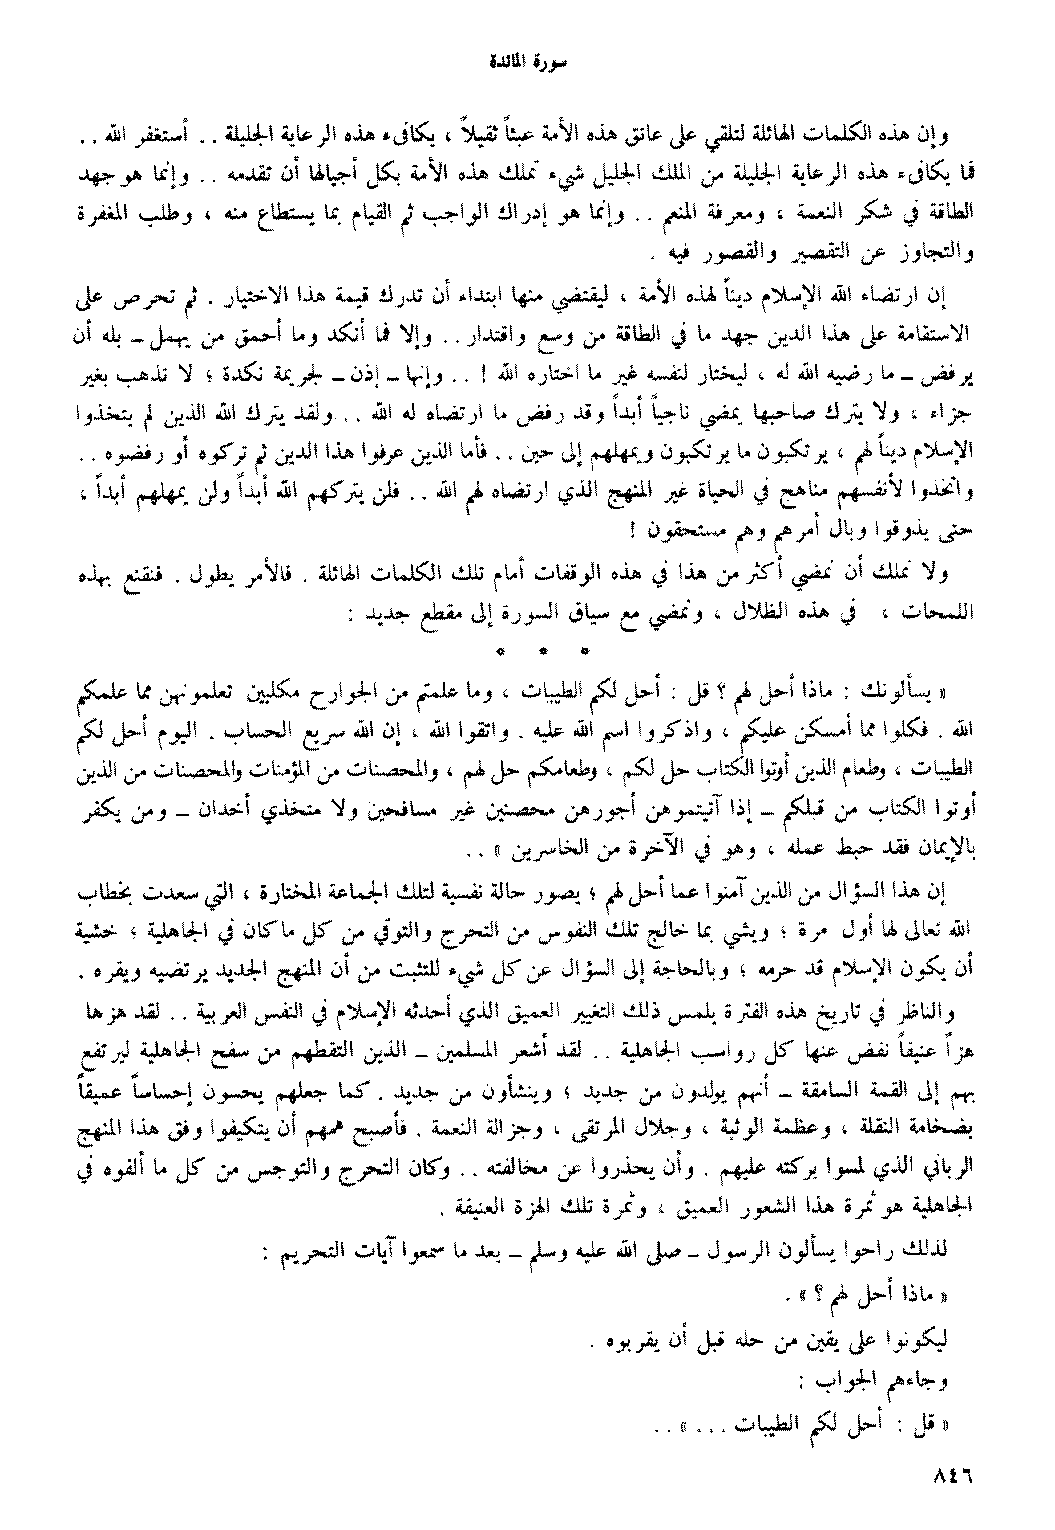 سورة المائدة
وإن هذه الكلمات الهائلة لتلقي على عاتق هذه الأمة عبئاً ثقيلاً ، يكافىء هذه الرعاية الجليلة .. أستغفر الله ..
فما يكافىء هذه الرعاية الجليلة من الملك الجليل شيء تملك هذه الأمة بكل أجيالها أن تقدمه .. وإنما هو جهد
الطاقة في شكر النعمة ، ومعرفة المنعم .. وإنما هو إدراك الواجب ثم القيام بما يستطاع منه ، وطلب المغفرة
والتجاوز عن التقصير والقصور فيه .
إن ارتضاء الله الإسلام ديناً لهذه الأمة ، ليقتضي منها ابتداء أن تدرك قيمة هذا الاختيار . ثم تحرص على
الاستقامة على هذا الدين جهد ما في الطاقة من وسع واقتدار .. وإلا فما أنكد وما أحمق من يهمل – بله أن
يرفض – ما رضيه الله له ، ليختار لنفسه غير ما اختاره الله ! .. وإنها – إذن – لجريمة نكدة ؛ لا تذهب بغير
جزاء ، ولا يترك صاحبها يمضي ناجياً أبداً وقد رفض ما ارتضاه له الله .. ولقد يترك الله الذين لم يتخذوا
الإسلام ديناً لهم ، يرتكبون ما يرتكبون ويمهلهم إلى حين .. فأما الذين عرفوا هذا الدين ثم تركوه أو رفضوه ..
واتخذوا لأنفسهم مناهج في الحياة غير المنهج الذي ارتضاه لهم الله .. فلن يتركهم الله أبداً ولن يمهلهم أبداً ،
حتى يذوقوا وبال أمرهم وهم مستحقون !
ولا نملك أن نمضي أكثر من هذا في هذه الوقفات أمام تلك الكلمات الهائلة . فالأمر يطول . فنقنع بهذه
اللمحات ، في هذه الظلال ، ونمضي مع سياق السورة إلى مقطع جديد :
* * *
« يسألونك : ماذا أحل لهم ؟ قل : أحل لكم الطيبات ، وما علمتم من الجوارح مكلبين تعلمونهن مما علمكم
الله . فكلوا مما أمسكن عليكم ، واذكروا اسم الله عليه . واتقوا الله ، إن الله سريع الحساب . اليوم أحل لكم
الطيبات ، وطعام الذين أوتوا الكتاب حل لكم ، وطعامكم حل لهم ، والمحصنات من المؤمنات والمحصنات من الذين
أوتوا الكتاب من قبلكم – إذا آتيتموهن أجورهن محصنين غير مسافحين ولا متخذي أخدان – ومن يكفر
بالإيمان فقد حبط عمله ، وهو في الآخرة من الخاسرين » ..
إن هذا السؤال من الذين آمنوا عما أحل لهم ؛ يصور حالة نفسية لتلك الجماعة المختارة ، التي سعدت بخطاب
الله تعالى لها أول مرة ؛ ويشي بما خالج تلك النفوس من التحرج والتوقي من كل ما كان في الجاهلية ؛ خشية
أن يكون الإسلام قد حرمه ؛ وبالحاجة إلى السؤال عن كل شيء للتثبت من أن المنهج الجديد يرتضيه ويقره .
والناظر في تاريخ هذه الفترة يلمس ذلك التغيير العميق الذي أحدثه الإسلام في النفس العربية .. لقد هزها
هزاً عنيفاً نفض عنها كل رواسب الجاهلية .. لقد أشعر المسلمين – الذين التقطهم من سفح الجاهلية ليرتفع
بهم إلى القمة السامقة – أنهم يولدون من جديد ؛ وينشأون من جديد . كما جعلهم يحسون إحساساً عميقاً
بضخامة النقلة ، وعظمة الوثبة ، وجلال المرتقى ، وجزالة النعمة . فأصبح همهم أن يتكيفوا وفق هذا المنهج
الرباني الذي لمسوا بركته عليهم . وأن يحذروا عن مخالفته .. وكان التحرج والتوجس من كل ما ألفوه في
الجاهلية هو ثمرة هذا الشعور العميق ، وثمرة تلك الهزة العنيفة .
لذلك راحوا يسألون الرسول – صلى الله عليه وسلم – بعد ما سمعوا آيات التحريم :
« ماذا أحل لهم ؟ » .
ليكونوا على يقين من حله قبل أن يقربوه .
وجاءهم الجواب :
« قل : أحل لكم الطيبات ... » ..
٨٤٦